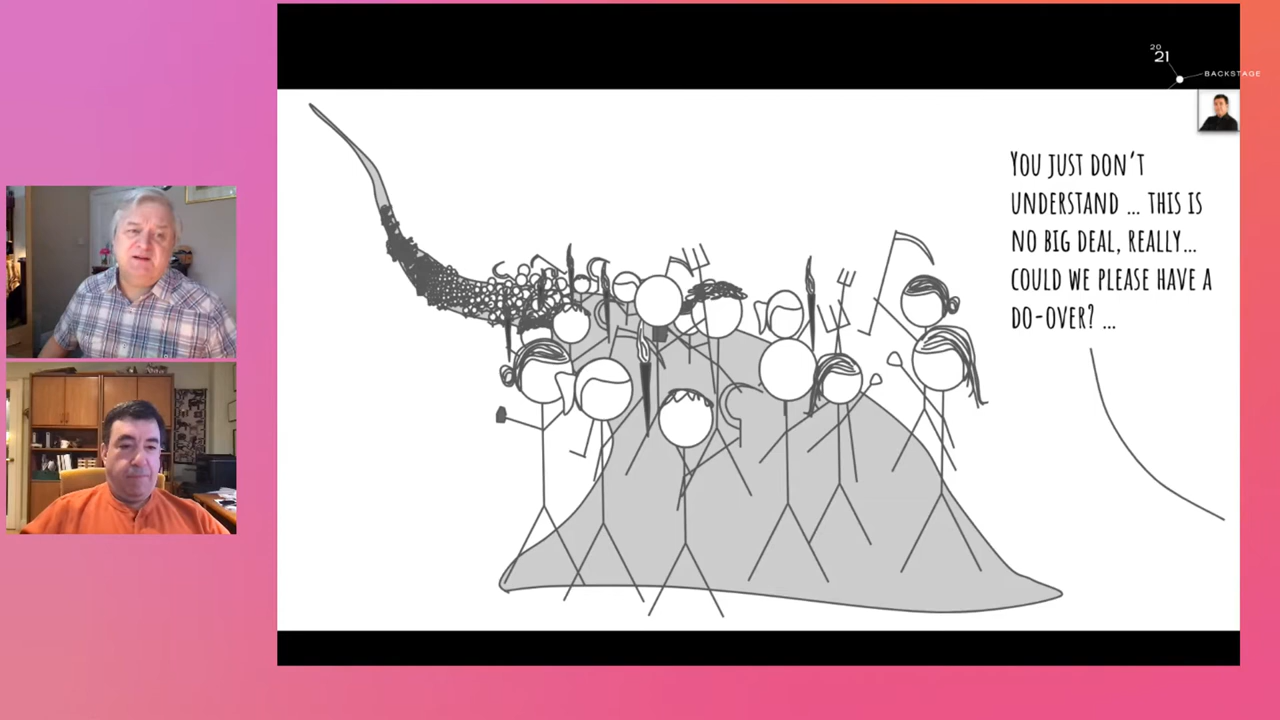 20
21
BACKSTAGE
YOU JUST DON'T
UNDERSTAND ... THIS IS
NO BIG DEAL, REALLY...
COULD WE PLEASE HAVE A
DO-OVER? ...